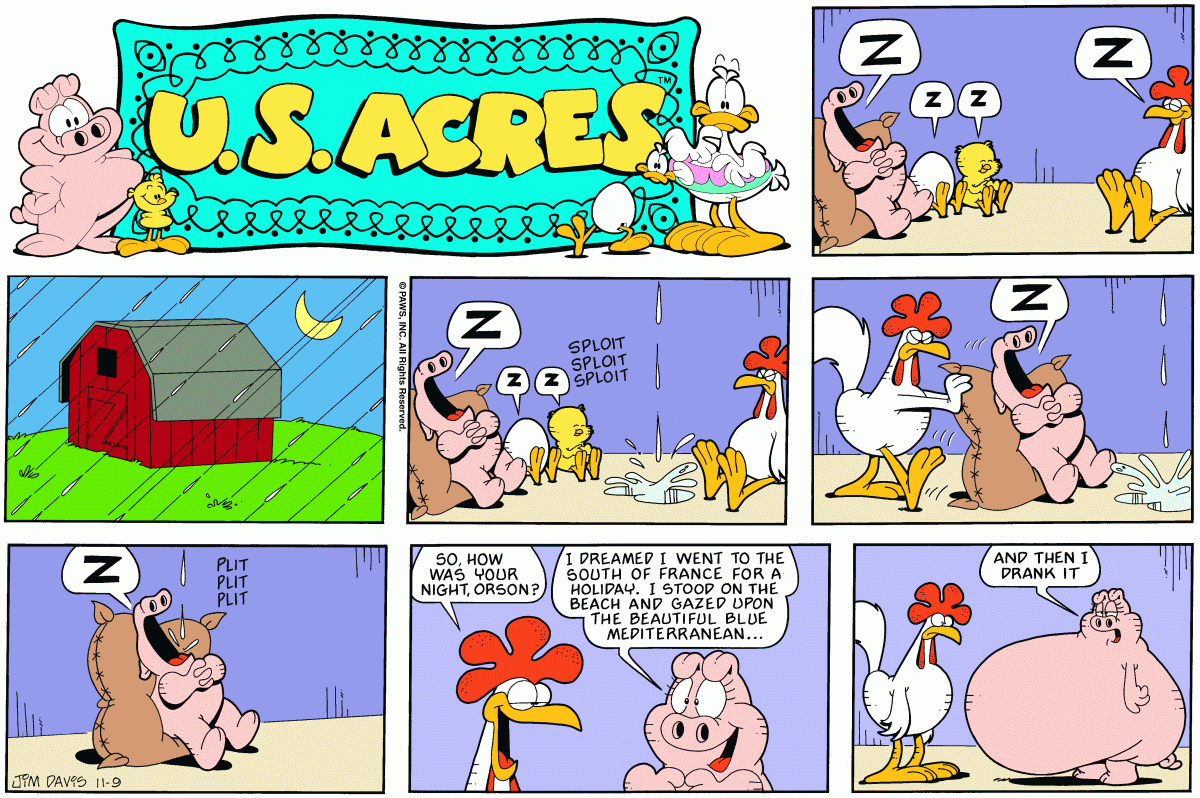 U.S. ACRES
TM
Z
Z
Z
Z
© PAWS, INC. All Rights Reserved.
Z
Z
Z
SPLOIT
SPLOIT
SPLOIT
Z
Z
PLIT
PLIT
PLIT
JIM DAVIS 11-9
SO, HOW
WAS YOUR
NIGHT, ORSON?
I DREAMED I WENT TO THE
SOUTH OF FRANCE FOR A
HOLIDAY. I STOOD ON THE
BEACH AND GAZED UPON
THE BEAUTIFUL BLUE
MEDITERRANEAN...
AND THEN I
DRANK IT